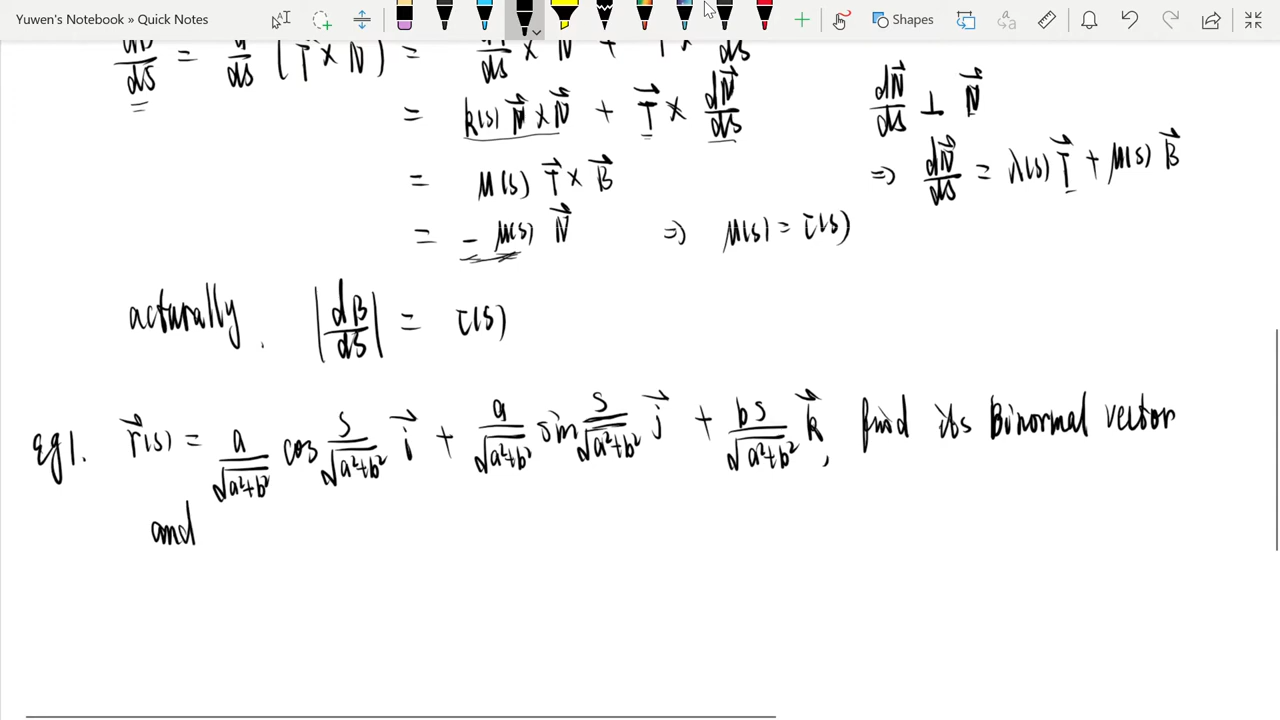 Yuwen's Notebook » Quick Notes
Shapes
dB/ds = d/ds (T⃗ × N⃗) = dT/ds × N⃗ + T⃗ × dN⃗/ds
= k(s) N⃗ × N⃗ + T⃗ × dN⃗/ds
dN⃗/ds ⊥ N⃗
= μ(s) T⃗ × B⃗
⇒ dN⃗/ds = λ(s) T⃗ + μ(s) B⃗
= - μ(s) N⃗ ⇒ μ(s) = τ(s)
acturally. |dB/ds| = τ(s)
eg1. r⃗(s) = a/√(a²+b²) cos s/√(a²+b²) i⃗ + a/√(a²+b²) sin s/√(a²+b²) j⃗ + bs/√(a²+b²) k⃗, find its Binormal vector
and